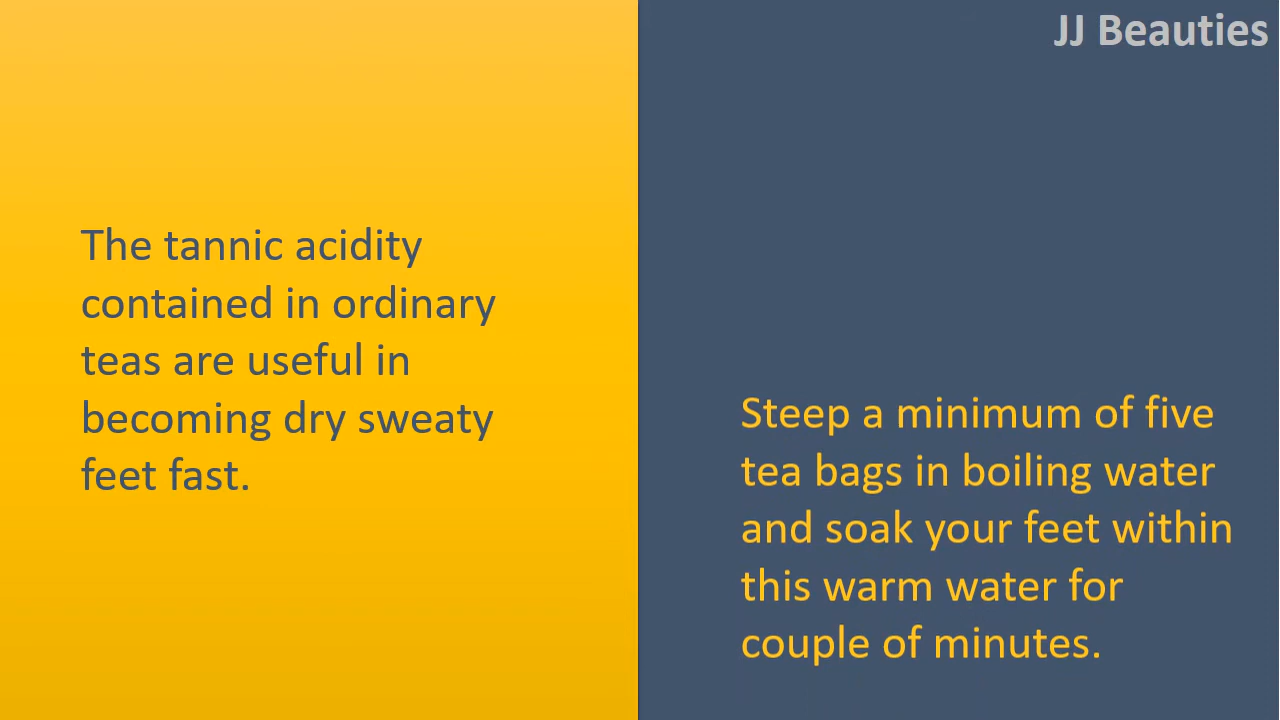 JJ Beauties
The tannic acidity
contained in ordinary
teas are useful in
becoming dry sweaty
feet fast.
Steep a minimum of five
tea bags in boiling water
and soak your feet within
this warm water for
couple of minutes.